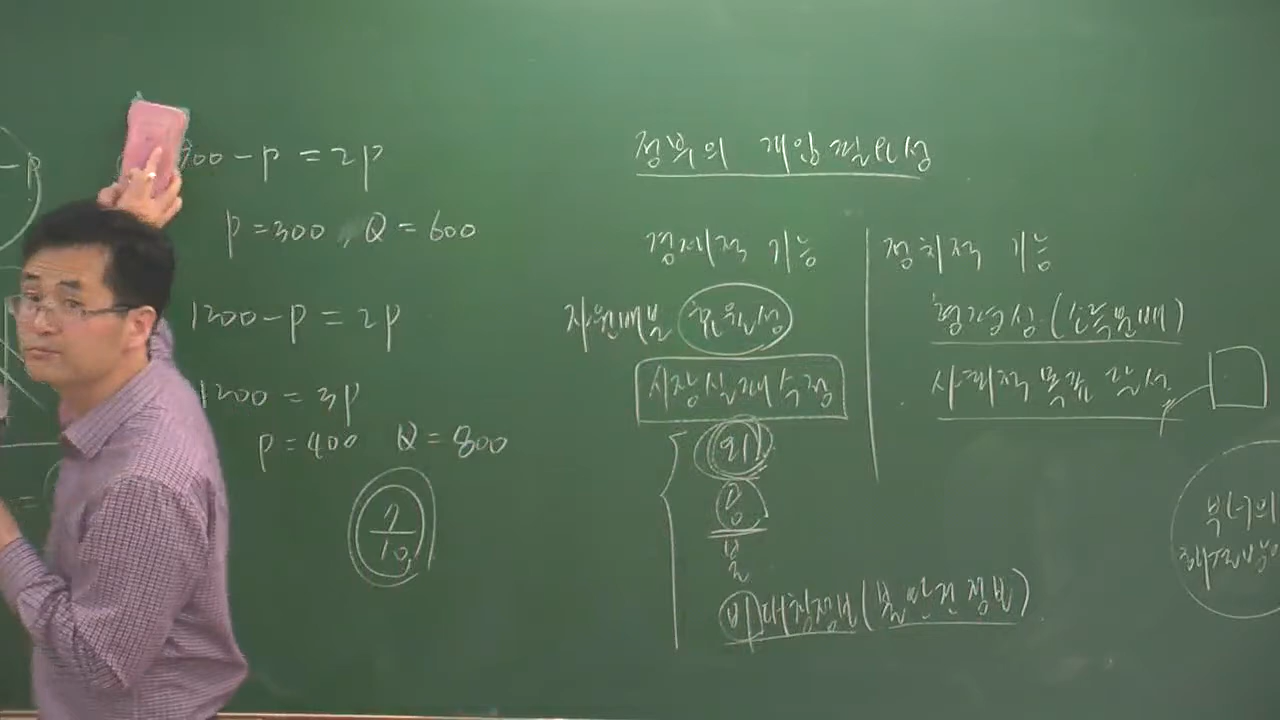 - P
00 - P = 2P
P = 300, Q = 600
1200 - P = 2P
1200 = 3P
P = 400 Q = 800
7/10
정부의 개입 필요성
경제적 기능
자원배분 효율성
시장실패 수정
외
공
불
비대칭정보(불완전정보)
정치적 기능
형평성(소득분배)
사회적 목표 달성
부의